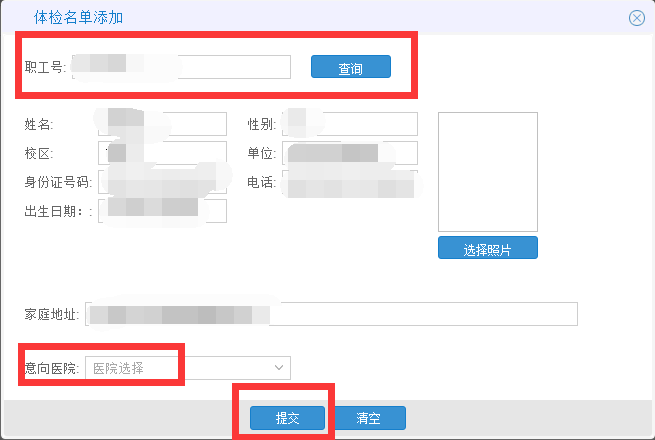 体检名单添加
职工号: 查询
姓名: 性别:
校区: 单位:
身份证号码: 电话:
出生日期: :
选择照片
家庭地址:
意向医院: 医院选择
提交 清空